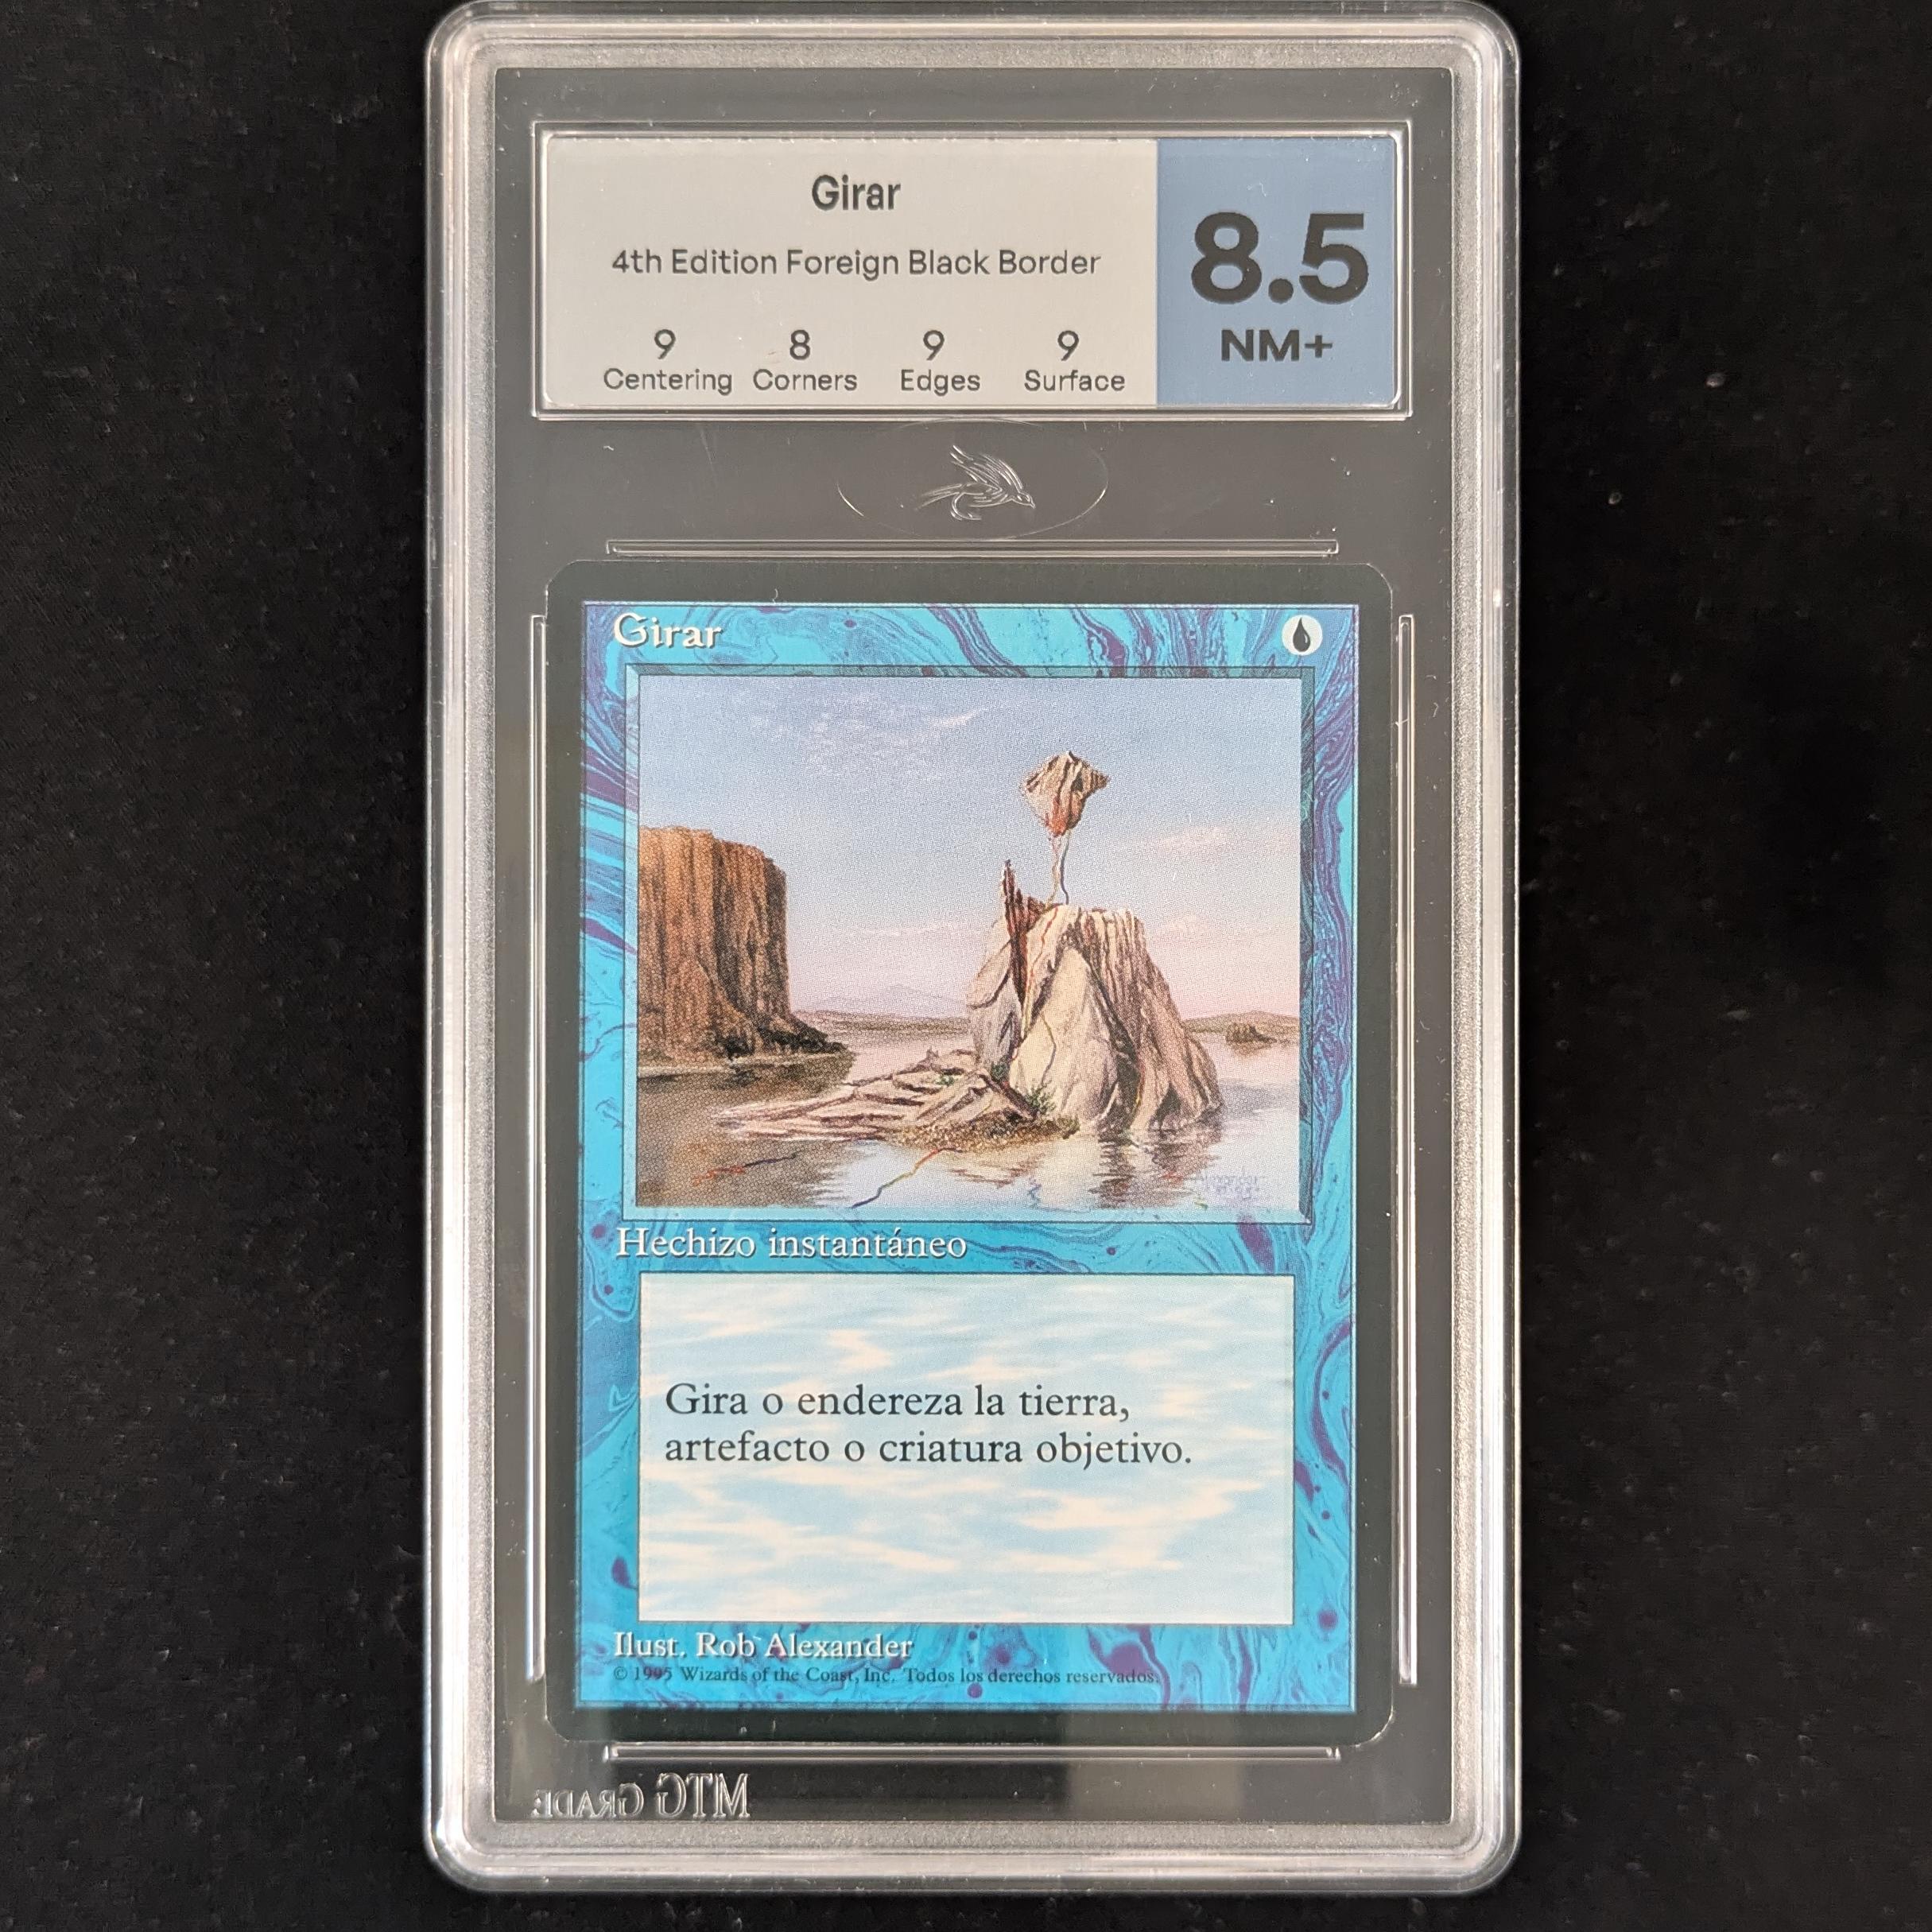 Girar
4th Edition Foreign Black Border
9 8 9 9
Centering Corners Edges Surface
8.5
NM+
Girar
Hechizo instantáneo
Gira o endereza la tierra,
artefacto o criatura objetivo.
Ilust. Rob Alexander
© 1995 Wizards of the Coast, Inc. Todos los derechos reservados.
MTG GRADE